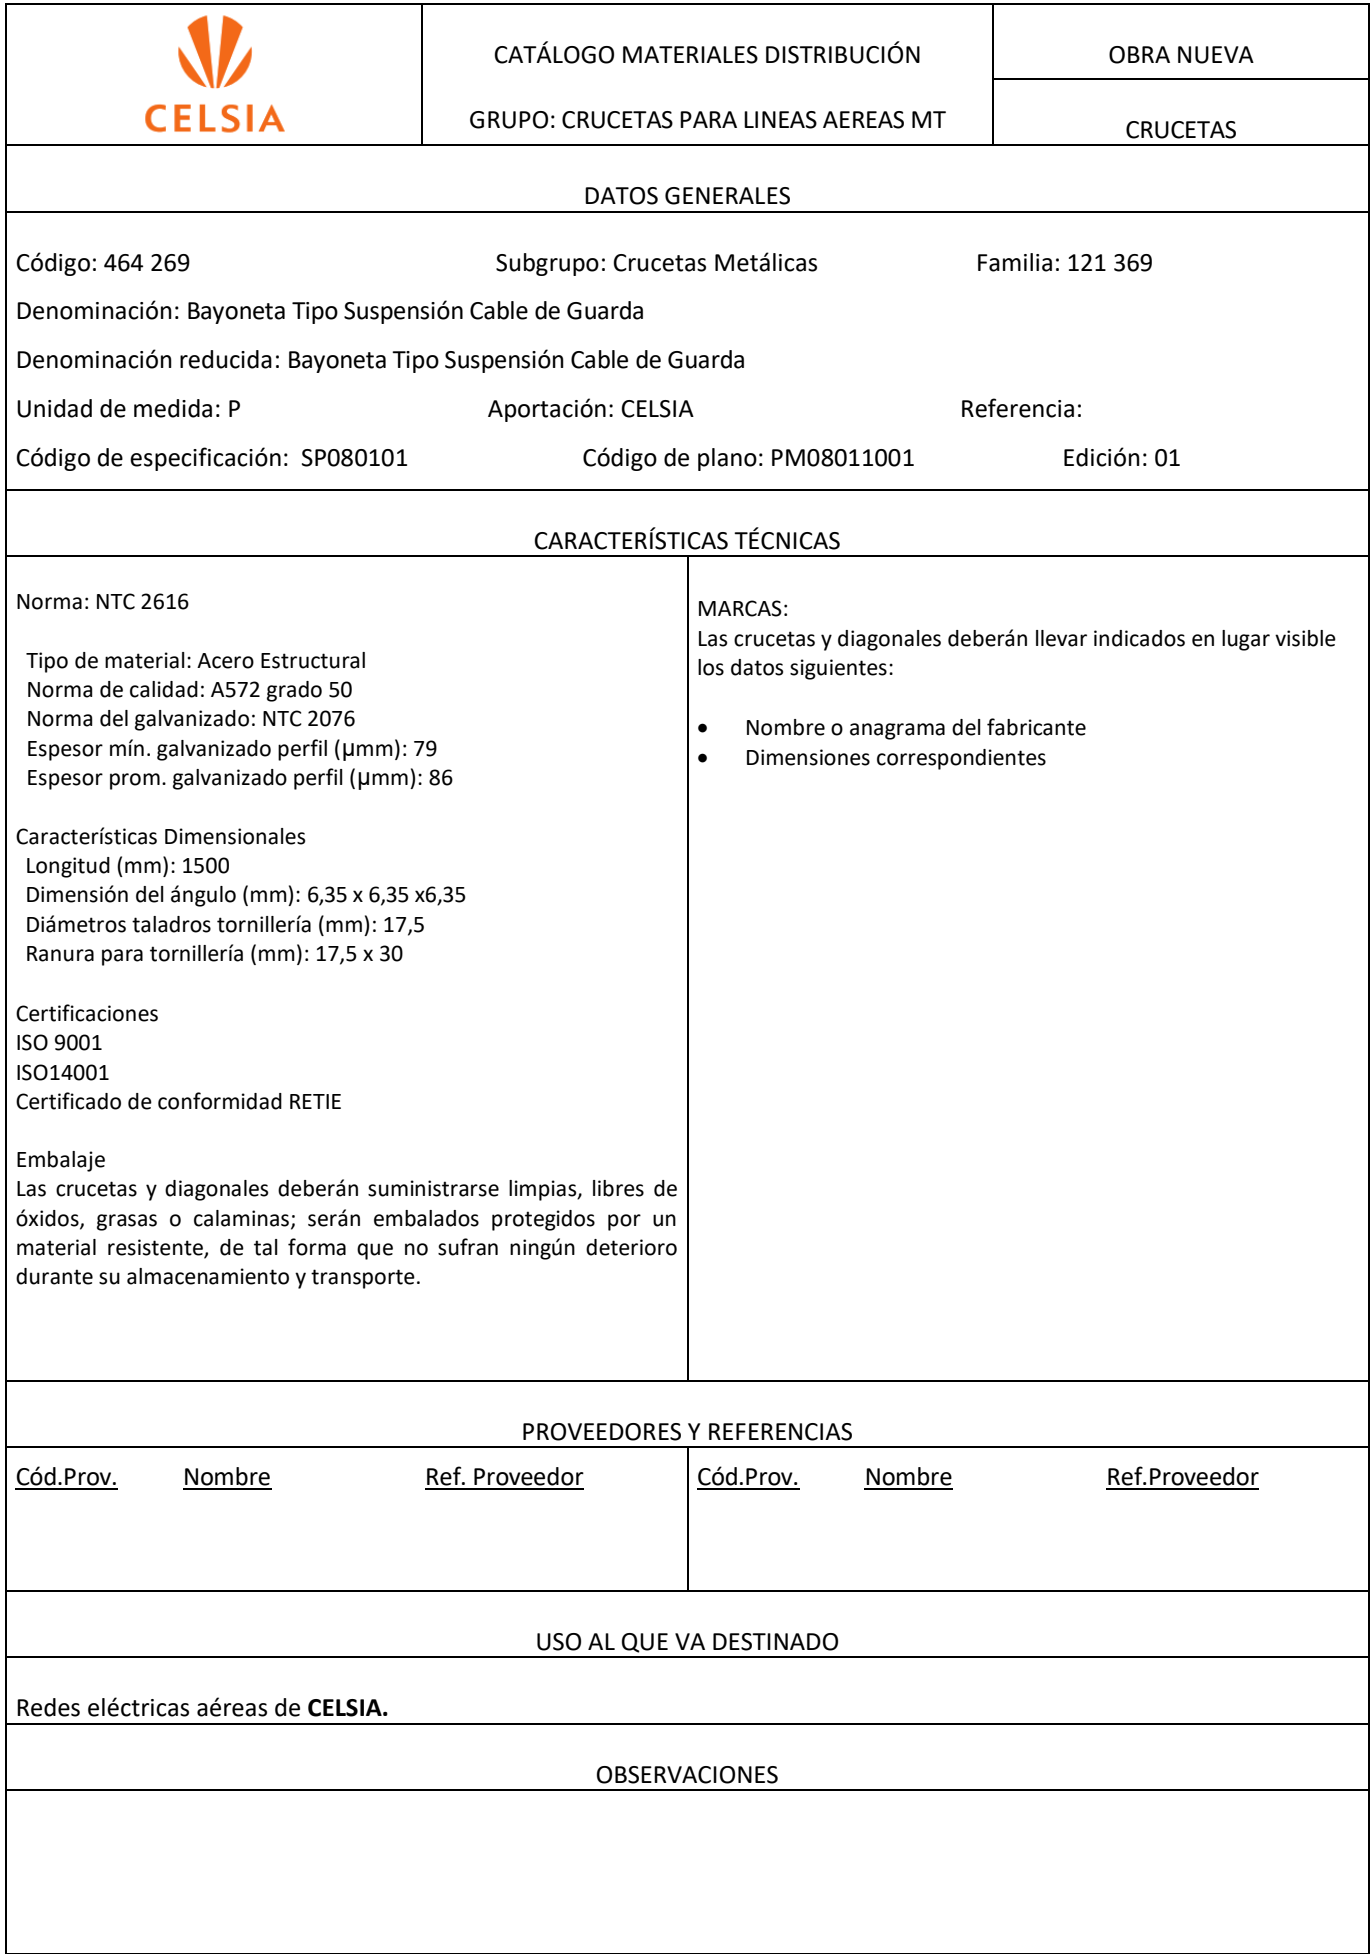 CELSIA
CATÁLOGO MATERIALES DISTRIBUCIÓN
GRUPO: CRUCETAS PARA LINEAS AEREAS MT
OBRA NUEVA
CRUCETAS
DATOS GENERALES
Código: 464 269 Subgrupo: Crucetas Metálicas Familia: 121 369
Denominación: Bayoneta Tipo Suspensión Cable de Guarda
Denominación reducida: Bayoneta Tipo Suspensión Cable de Guarda
Unidad de medida: P Aportación: CELSIA Referencia:
Código de especificación: SP080101 Código de plano: PM08011001 Edición: 01
CARACTERÍSTICAS TÉCNICAS
Norma: NTC 2616
Tipo de material: Acero Estructural
Norma de calidad: A572 grado 50
Norma del galvanizado: NTC 2076
Espesor mín. galvanizado perfil (µmm): 79
Espesor prom. galvanizado perfil (µmm): 86
Características Dimensionales
Longitud (mm): 1500
Dimensión del ángulo (mm): 6,35 x 6,35 x6,35
Diámetros taladros tornillería (mm): 17,5
Ranura para tornillería (mm): 17,5 x 30
Certificaciones
ISO 9001
ISO14001
Certificado de conformidad RETIE
Embalaje
Las crucetas y diagonales deberán suministrarse limpias, libres de
óxidos, grasas o calaminas; serán embalados protegidos por un
material resistente, de tal forma que no sufran ningún deterioro
durante su almacenamiento y transporte.
MARCAS:
Las crucetas y diagonales deberán llevar indicados en lugar visible
los datos siguientes:
• Nombre o anagrama del fabricante
• Dimensiones correspondientes
PROVEEDORES Y REFERENCIAS
Cód.Prov. Nombre Ref. Proveedor
Cód.Prov. Nombre Ref.Proveedor
USO AL QUE VA DESTINADO
Redes eléctricas aéreas de CELSIA.
OBSERVACIONES